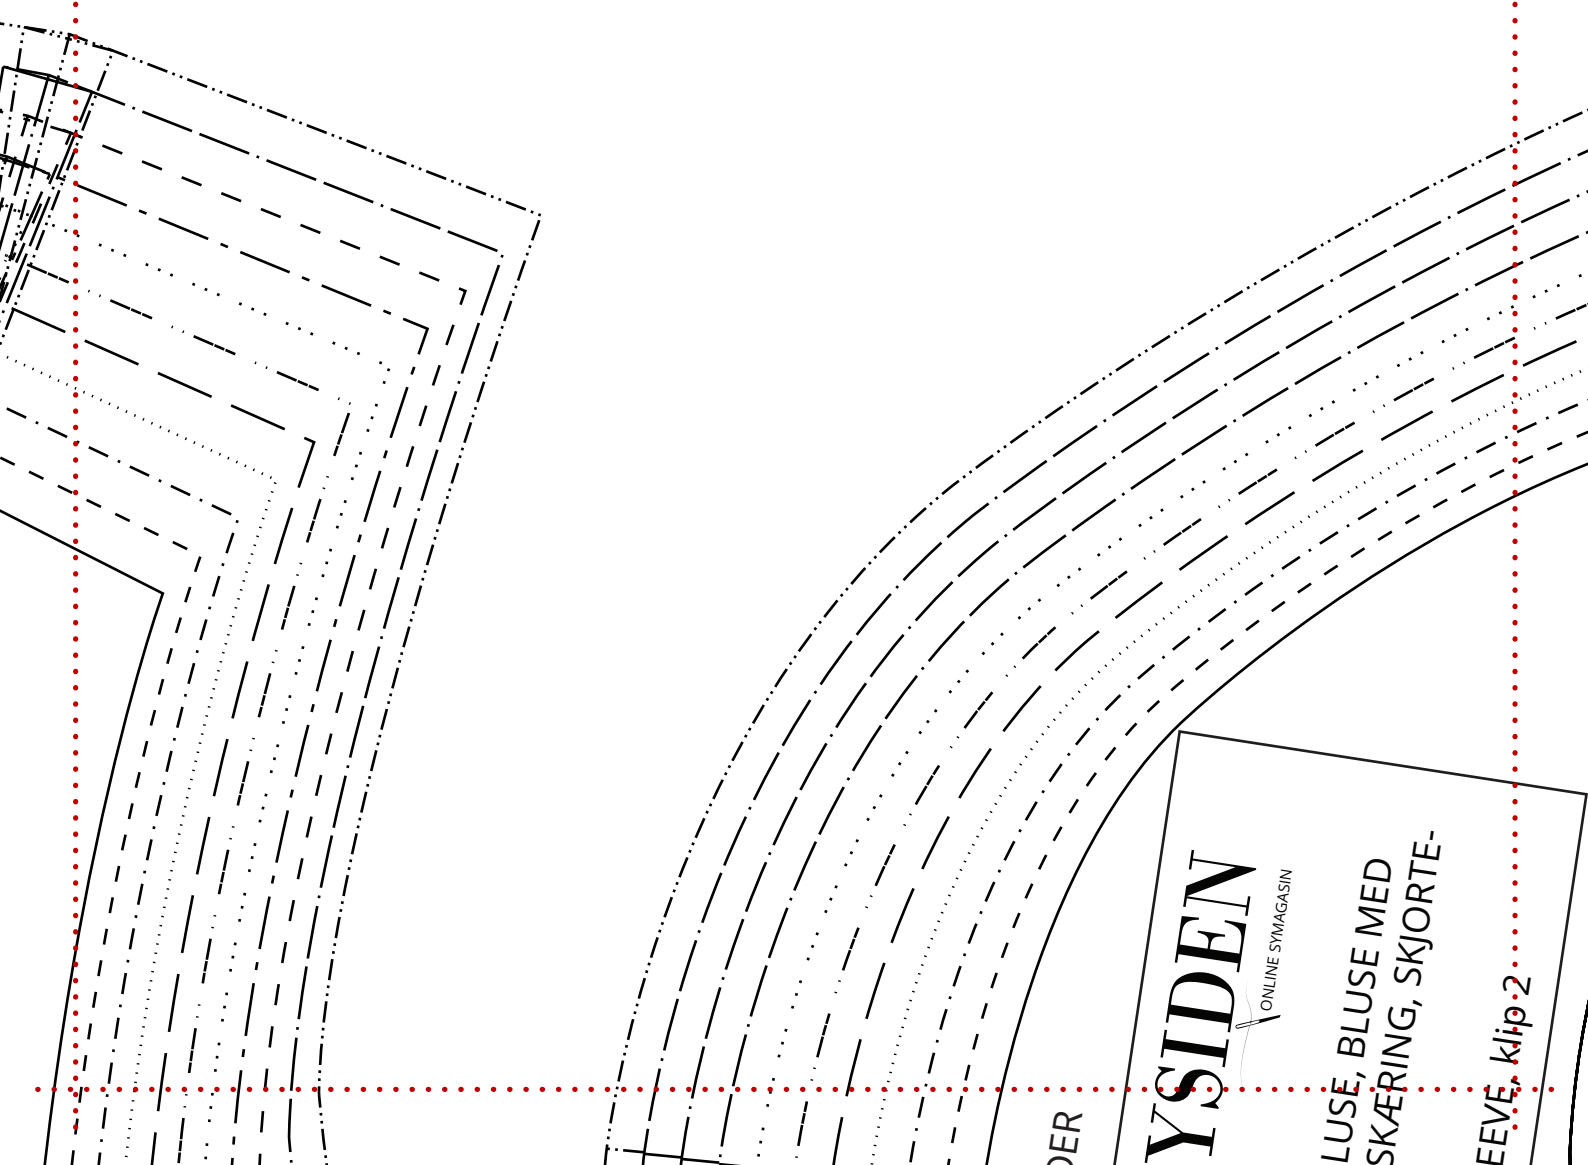 YSIDEN
ONLINE SYMAGASIN
LUSE, BLUSE MED
SKÆRING, SKJORTE-
EEVE, klip 2
DER